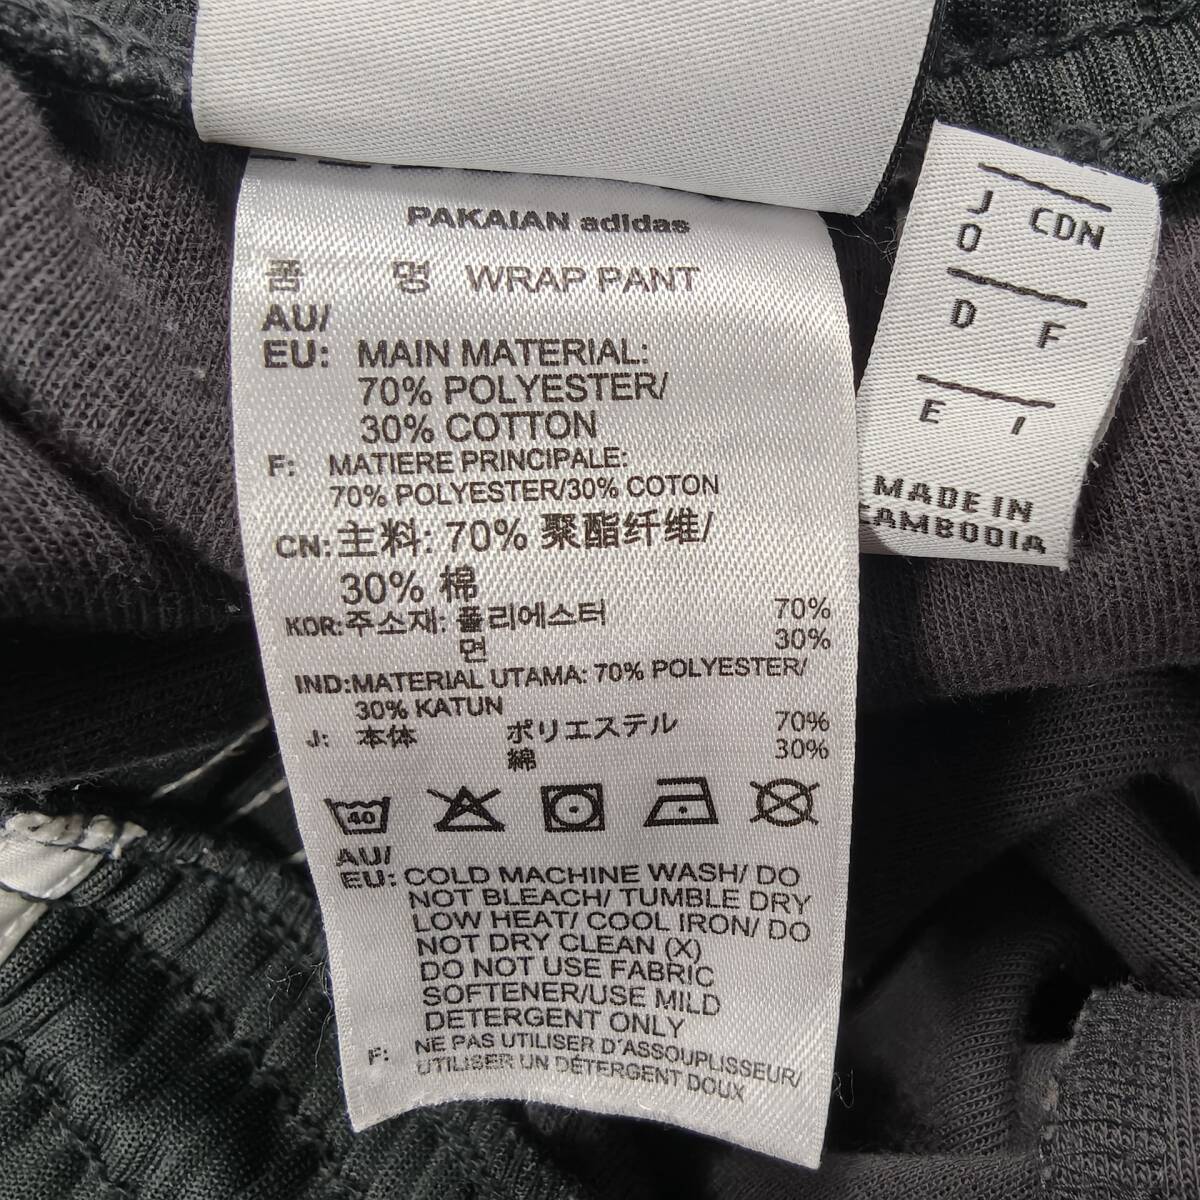 PAKAIAN adidas
품 명 WRAP PANT
AU/
EU: MAIN MATERIAL:
70% POLYESTER/
30% COTTON
F: MATIERE PRINCIPALE:
70% POLYESTER/30% COTON
CN: 主料: 70% 聚酯纤维/
30% 棉
KOR: 주소재: 폴리에스터 70%
면 30%
IND:MATERIAL UTAMA: 70% POLYESTER/
30% KATUN
J: 本体 ポリエステル 70%
綿 30%
40
AU/
EU: COLD MACHINE WASH/ DO
NOT BLEACH/ TUMBLE DRY
LOW HEAT/ COOL IRON/ DO
NOT DRY CLEAN (X)
DO NOT USE FABRIC
SOFTENER/USE MILD
DETERGENT ONLY
F: NE PAS UTILISER D'ASSOUPLISSEUR/
UTILISER UN DÉTERGENT DOUX
J CDN
O
D F
E I
MADE IN
CAMBODIA